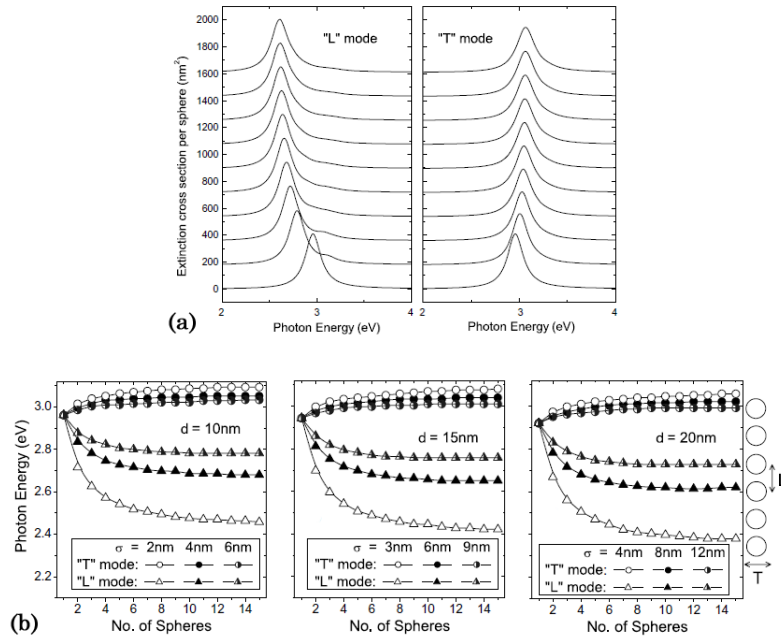 "L" mode
"T" mode
Extinction cross section per sphere (nm²)
2000
1800
1600
1400
1200
1000
800
600
400
200
0
2 3 4
2 3 4
Photon Energy (eV)
Photon Energy (eV)
(a)
Photon Energy (eV)
3.0
2.8
2.6
2.4
2.2
d = 10nm
σ = 2nm 4nm 6nm
"T" mode:
"L" mode:
2 4 6 8 10 12 14
No. of Spheres
d = 15nm
σ = 3nm 6nm 9nm
"T" mode:
"L" mode:
2 4 6 8 10 12 14
No. of Spheres
d = 20nm
σ = 4nm 8nm 12nm
"T" mode:
"L" mode:
2 4 6 8 10 12 14
No. of Spheres
T
(b)